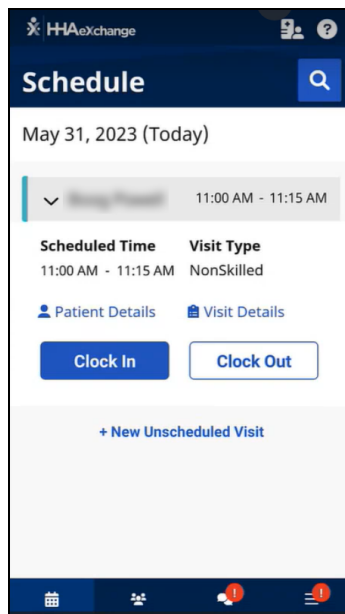 HHAeXchange
Schedule
May 31, 2023 (Today)
11:00 AM - 11:15 AM
Scheduled Time Visit Type
11:00 AM - 11:15 AM NonSkilled
Patient Details Visit Details
Clock In Clock Out
+ New Unscheduled Visit